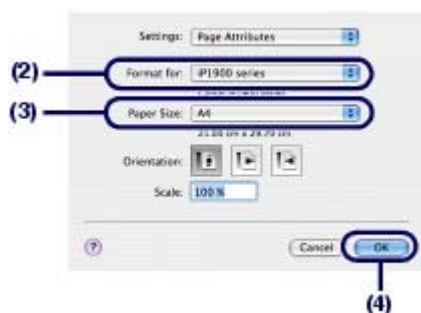 Settings: Page Attributes
(2) Format for: iP1900 series
(3) Paper Size: A4
21.00 cm x 29.70 cm
Orientation:
Scale: 100 %
? Cancel OK
(4)